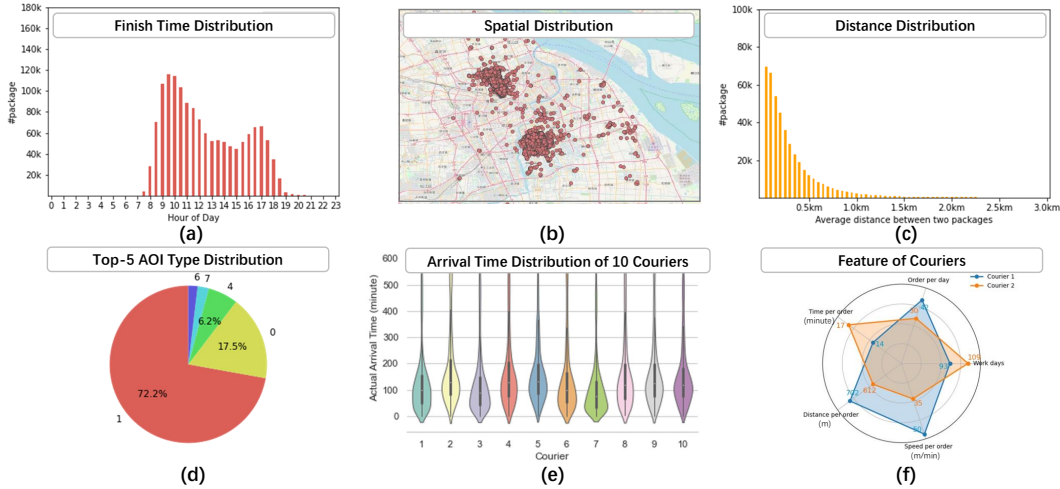 Finish Time Distribution
180k
160k
140k
120k
100k
80k
60k
40k
20k
#package
0 1 2 3 4 5 6 7 8 9 10 11 12 13 14 15 16 17 18 19 20 21 22 23
Hour of Day
(a)
Spatial Distribution
(b)
Distance Distribution
100k
80k
60k
40k
20k
#package
0.5km 1.0km 1.5km 2.0km 2.5km 3.0km
Average distance between two packages
(c)
Top-5 AOI Type Distribution
6
7
4
0
1
6.2%
17.5%
72.2%
(d)
Arrival Time Distribution of 10 Couriers
600
500
400
300
200
100
0
Actual Arrival Time (minute)
1 2 3 4 5 6 7 8 9 10
Courier
(e)
Feature of Couriers
Courier 1
Courier 2
Order per day
42
30
Time per order
(minute)
17
14
Work days
109
93
Distance per order
(m)
702
612
Speed per order
(m/min)
50
35
(f)